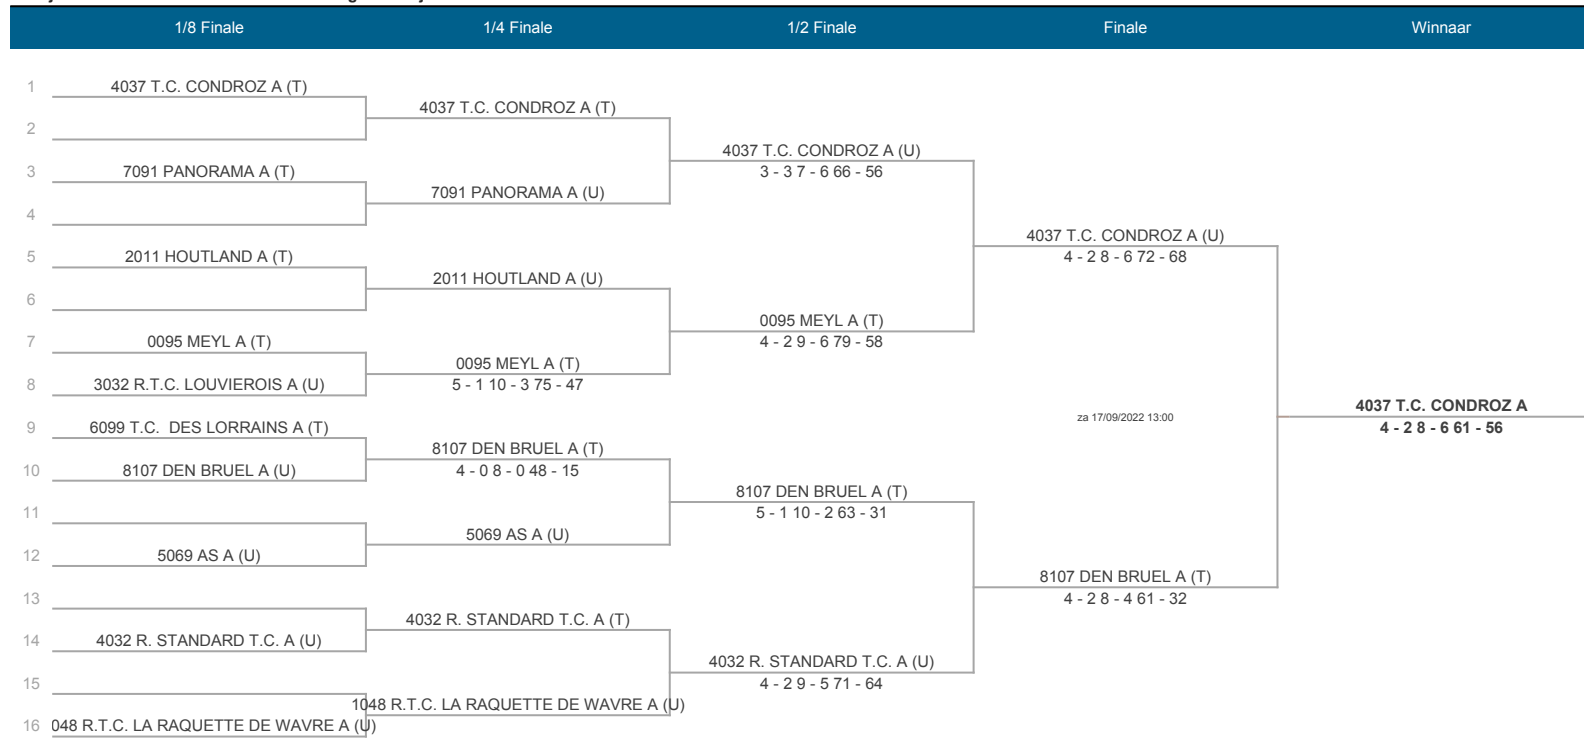 1/8 Finale 1/4 Finale 1/2 Finale Finale Winnaar
1 4037 T.C. CONDROZ A (T)
4037 T.C. CONDROZ A (T)
2
4037 T.C. CONDROZ A (U)
3 7091 PANORAMA A (T) 3 - 3 7 - 6 66 - 56
7091 PANORAMA A (U)
4
4037 T.C. CONDROZ A (U)
5 2011 HOUTLAND A (T) 4 - 2 8 - 6 72 - 68
2011 HOUTLAND A (U)
6
0095 MEYL A (T)
7 0095 MEYL A (T) 4 - 2 9 - 6 79 - 58
0095 MEYL A (T)
8 3032 R.T.C. LOUVIEROIS A (U) 5 - 1 10 - 3 75 - 47
4037 T.C. CONDROZ A
za 17/09/2022 13:00
9 6099 T.C. DES LORRAINS A (T) 4 - 2 8 - 6 61 - 56
8107 DEN BRUEL A (T)
10 8107 DEN BRUEL A (U) 4 - 0 8 - 0 48 - 15
8107 DEN BRUEL A (T)
11 5 - 1 10 - 2 63 - 31
5069 AS A (U)
12 5069 AS A (U)
8107 DEN BRUEL A (T)
13 4 - 2 8 - 4 61 - 32
4032 R. STANDARD T.C. A (T)
14 4032 R. STANDARD T.C. A (U)
4032 R. STANDARD T.C. A (U)
15 4 - 2 9 - 5 71 - 64
1048 R.T.C. LA RAQUETTE DE WAVRE A (U)
16 048 R.T.C. LA RAQUETTE DE WAVRE A (U)